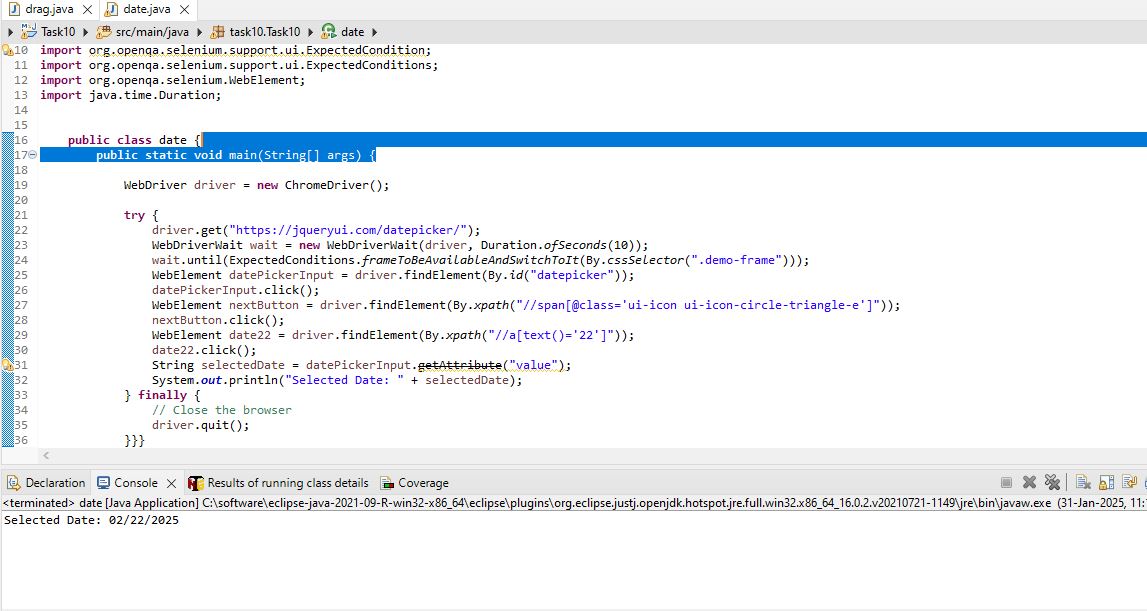 drag.java date.java
Task10 src/main/java task10.Task10 date
10 import org.openqa.selenium.support.ui.ExpectedCondition;
11 import org.openqa.selenium.support.ui.ExpectedConditions;
12 import org.openqa.selenium.WebElement;
13 import java.time.Duration;
14
15
16 public class date {
17 public static void main(String[] args) {
18
19 WebDriver driver = new ChromeDriver();
20
21 try {
22 driver.get("https://jqueryui.com/datepicker/");
23 WebDriverWait wait = new WebDriverWait(driver, Duration.ofSeconds(10));
24 wait.until(ExpectedConditions.frameToBeAvailableAndSwitchToIt(By.cssSelector(".demo-frame")));
25 WebElement datePickerInput = driver.findElement(By.id("datepicker"));
26 datePickerInput.click();
27 WebElement nextButton = driver.findElement(By.xpath("//span[@class='ui-icon ui-icon-circle-triangle-e']"));
28 nextButton.click();
29 WebElement date22 = driver.findElement(By.xpath("//a[text()='22']"));
30 date22.click();
31 String selectedDate = datePickerInput.getAttribute("value");
32 System.out.println("Selected Date: " + selectedDate);
33 } finally {
34 // Close the browser
35 driver.quit();
36 }}}
Declaration Console Results of running class details Coverage
<terminated> date [Java Application] C:\software\eclipse-java-2021-09-R-win32-x86_64\eclipse\plugins\org.eclipse.justj.openjdk.hotspot.jre.full.win32.x86_64_16.0.2.v20210721-1149\jre\bin\javaw.exe (31-Jan-2025, 11:
Selected Date: 02/22/2025